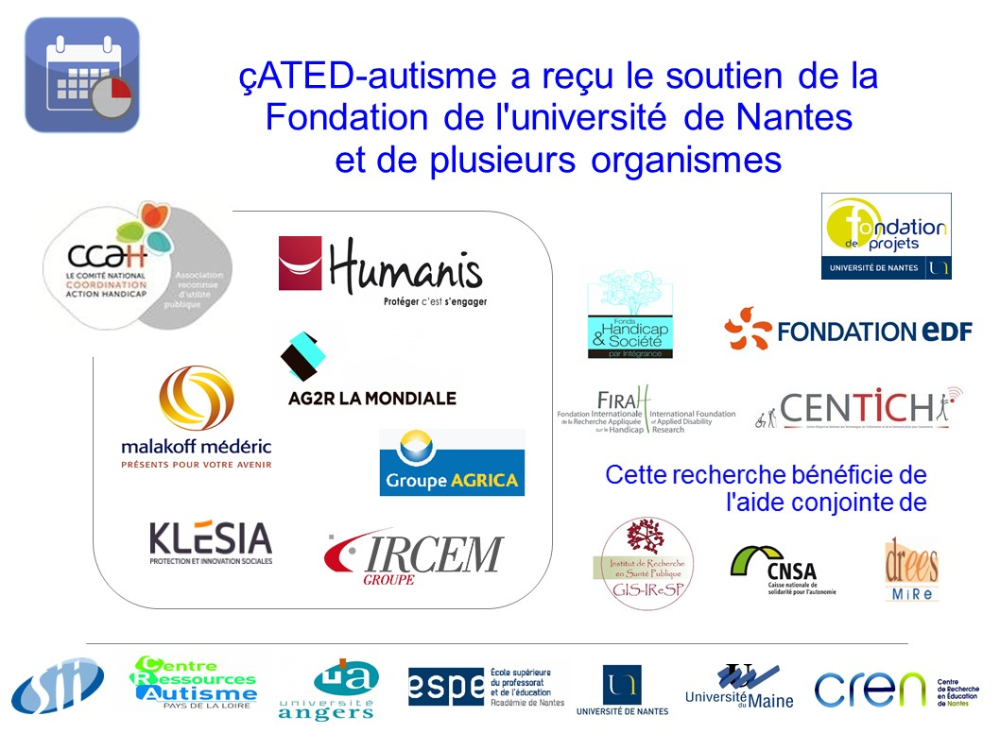 çATED-autisme a reçu le soutien de la
Fondation de l'université de Nantes
et de plusieurs organismes
ccaH
LE COMITÉ NATIONAL
COORDINATION
ACTION HANDICAP
Association
reconnue
d'utilité
publique
Humanis
Protéger c'est s'engager
AG2R LA MONDIALE
malakoff médéric
PRÉSENTS POUR VOTRE AVENIR
Groupe AGRICA
KLESIA
PROTECTION ET INNOVATION SOCIALES
IRCEM
GROUPE
fondation
de projets
UNIVERSITÉ DE NANTES
Fonds
Handicap
& Société
par Intégrance
FONDATION eDF
FIRAH
Fondation Internationale
de la Recherche Appliquée
sur le Handicap
International Foundation
of Applied Disability
Research
CENTICH
Cette recherche bénéficie de
l'aide conjointe de
Institut de Recherche
en Santé Publique
GIS-IReSP
CNSA
Caisse nationale de
solidarité pour l'autonomie
drees
MiRe
sii
Centre
Ressources
Autisme
PAYS DE LA LOIRE
ua
université
angers
espe
École supérieure
du professorat
et de l'éducation
Académie de Nantes
UNIVERSITÉ DE NANTES
Université
du Maine
cren
Centre
de Recherche
en Éducation
de Nantes